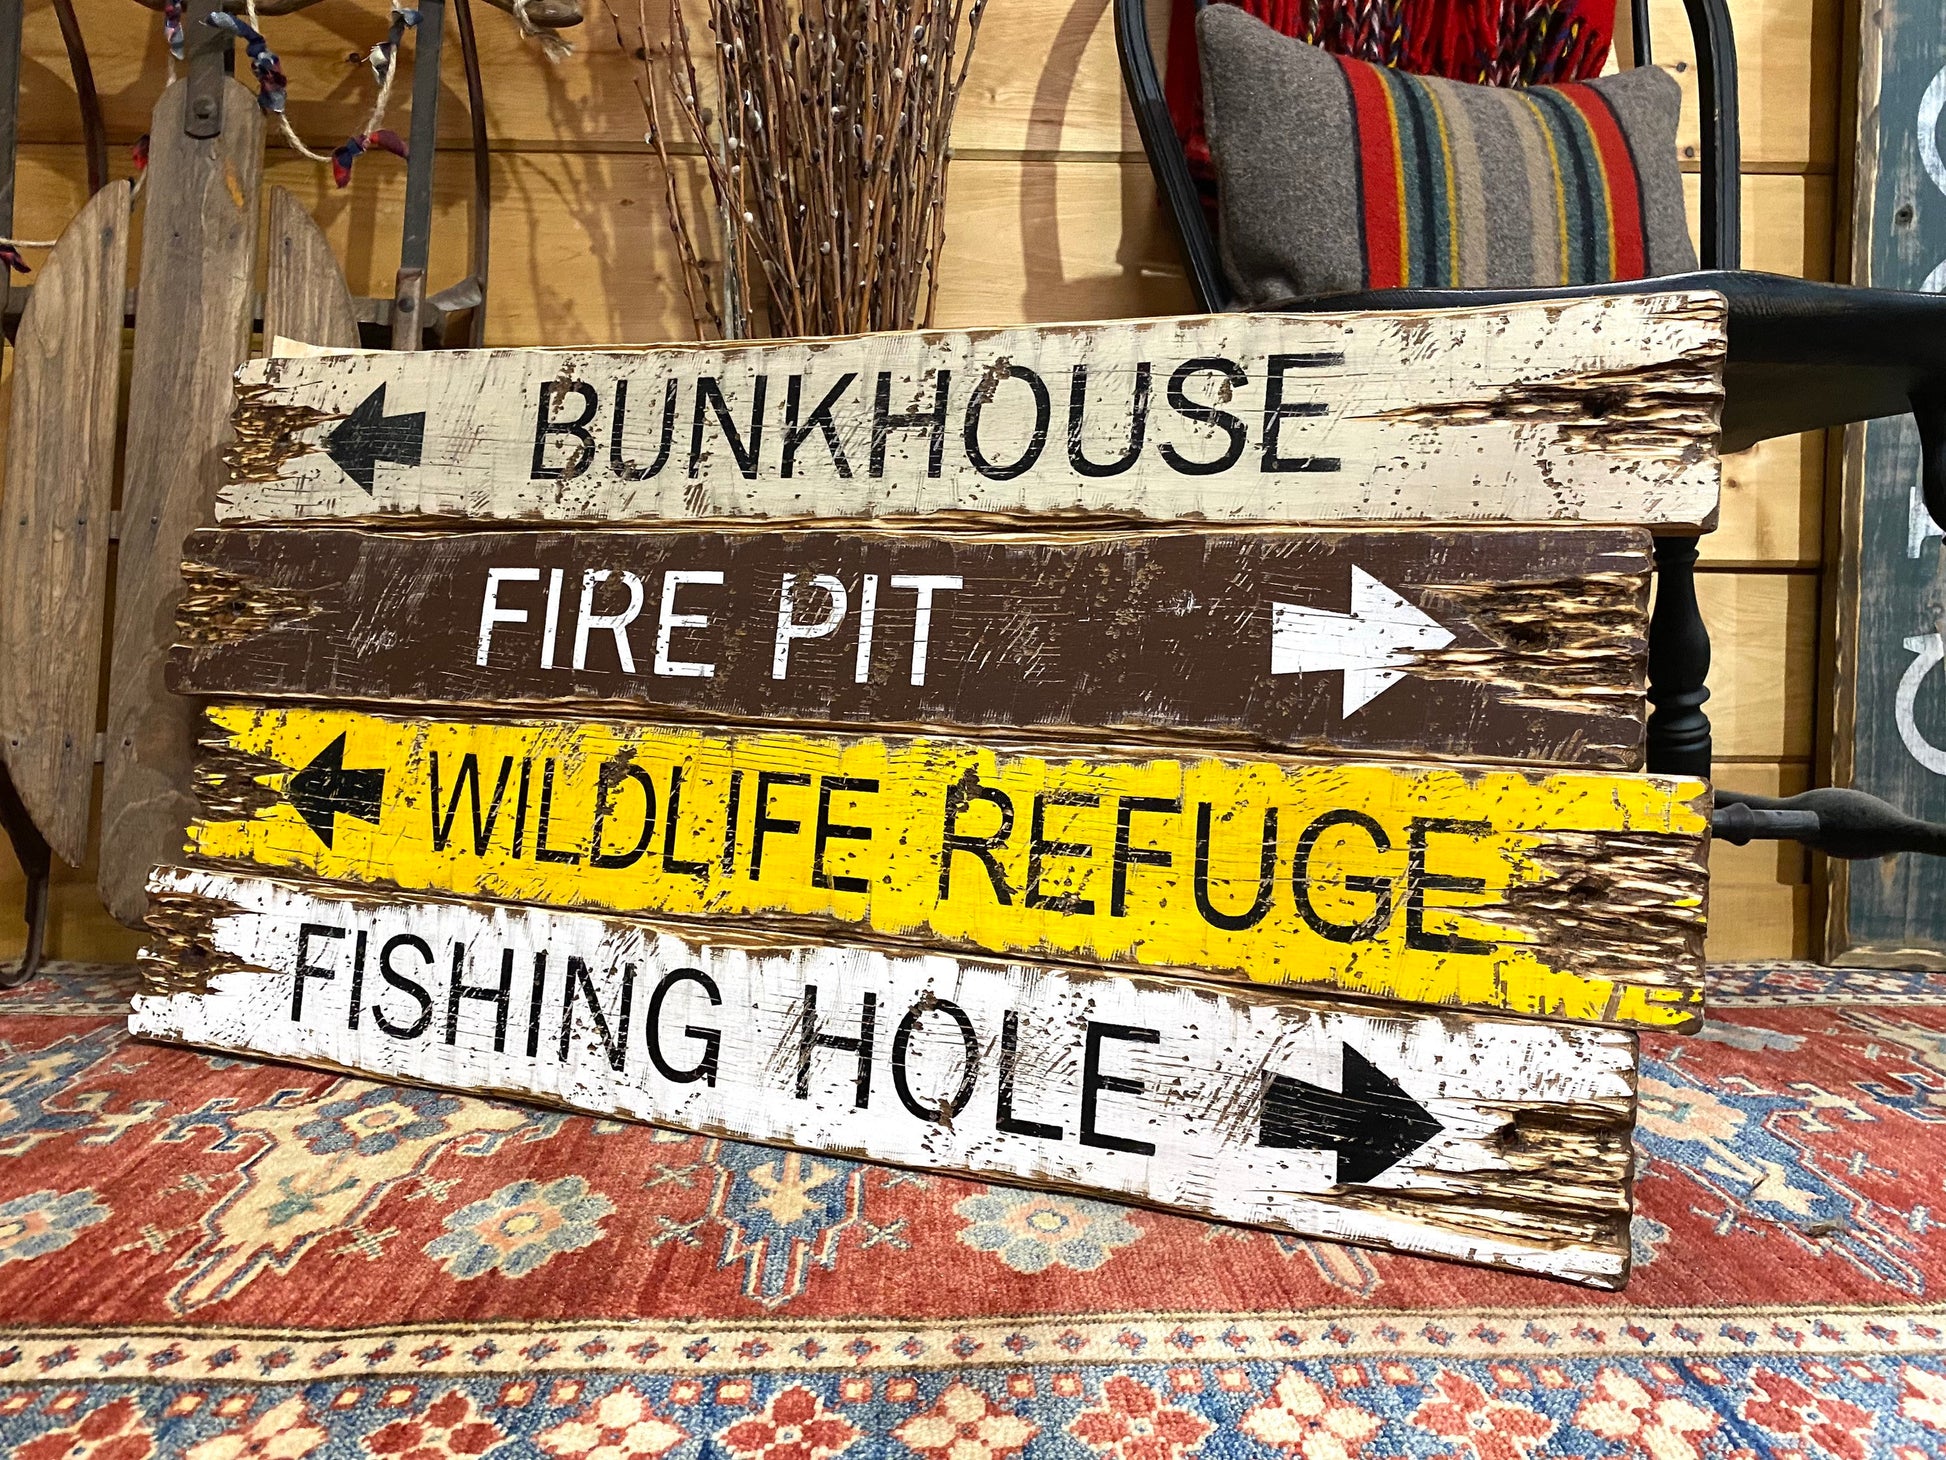 BUNKHOUSE
FIRE PIT
WILDLIFE REFUGE
FISHING HOLE